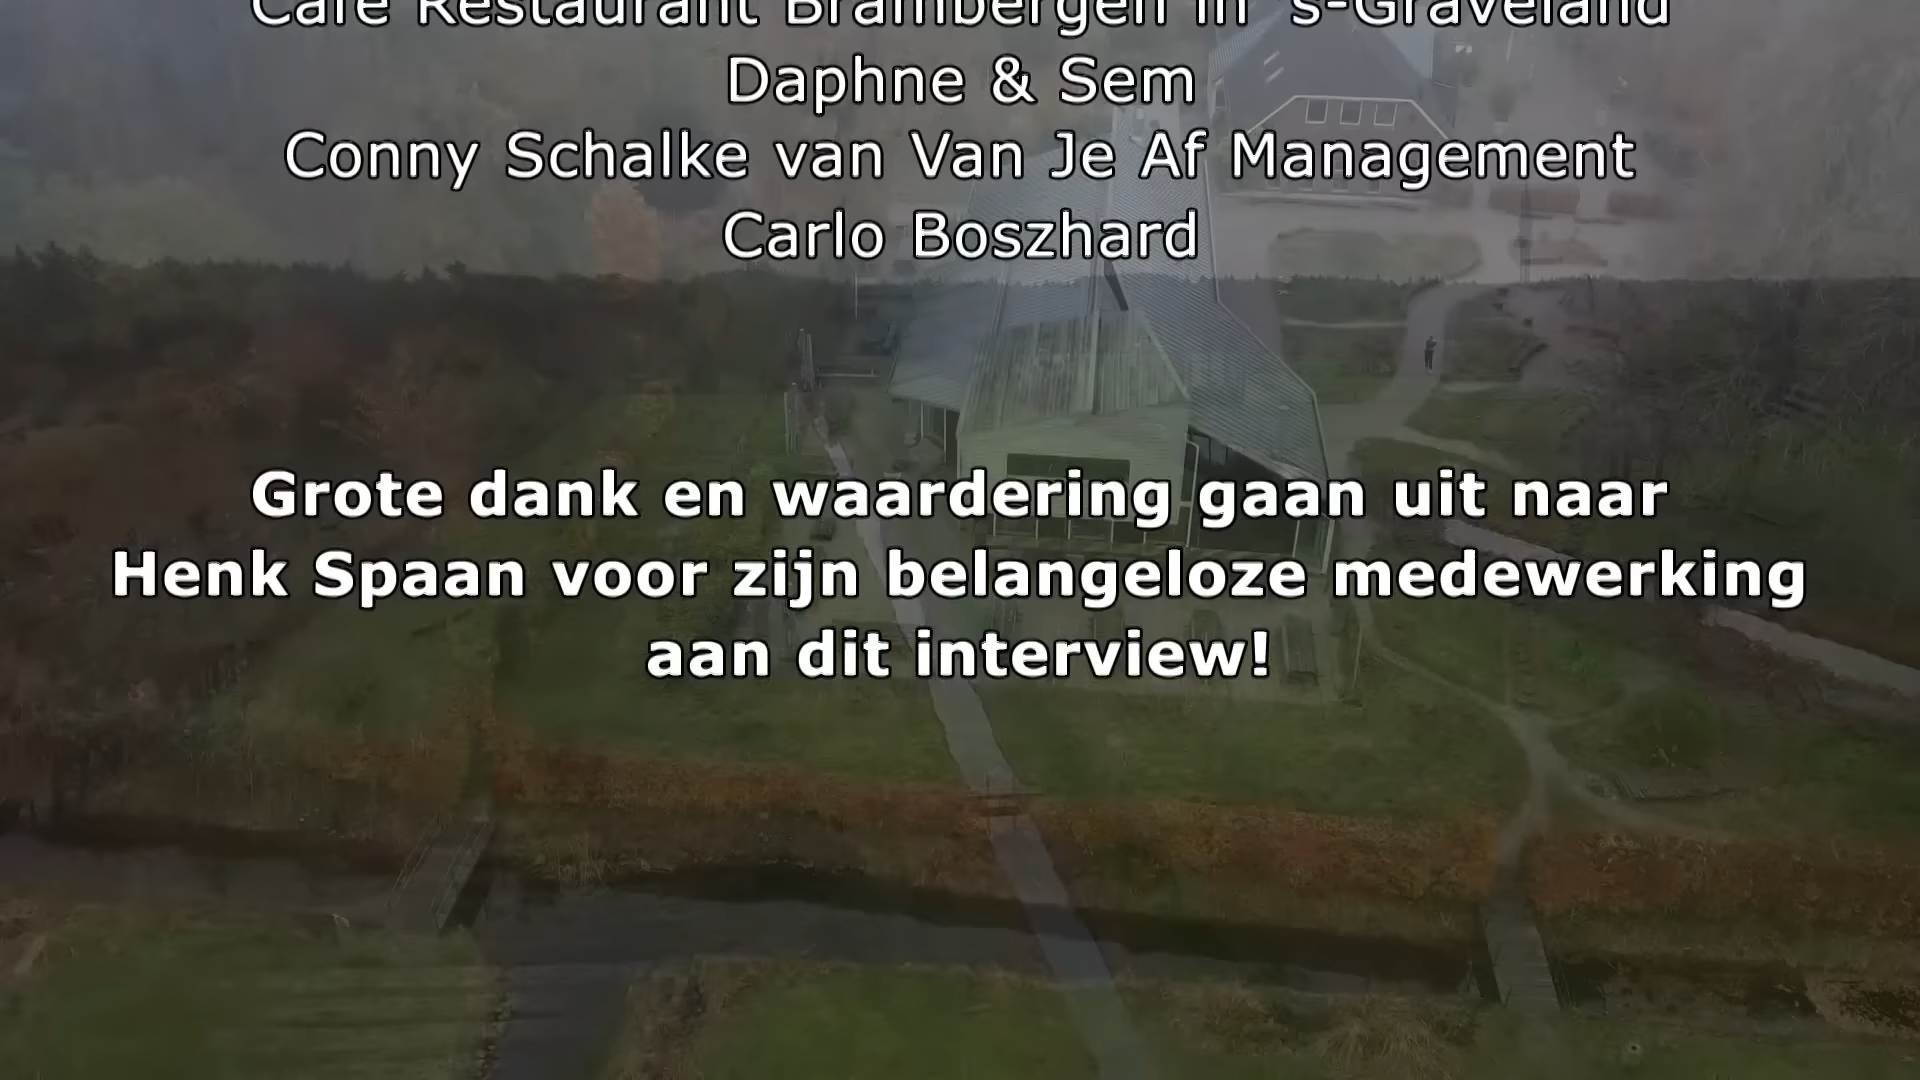 Café Restaurant Brambergen in 's-Graveland
Daphne & Sem
Conny Schalke van Van Je Af Management
Carlo Boszhard
Grote dank en waardering gaan uit naar
Henk Spaan voor zijn belangeloze medewerking
aan dit interview!